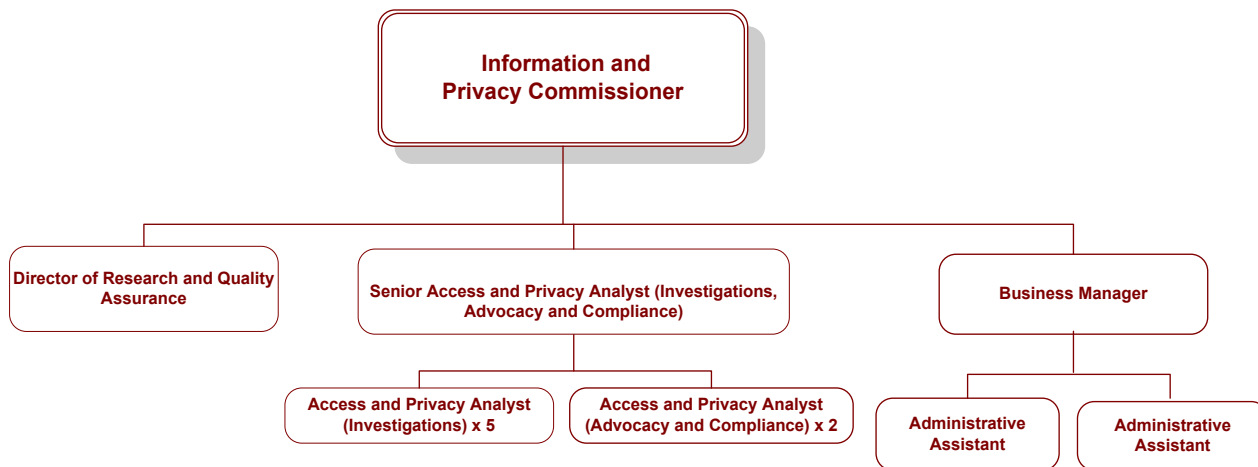 Information and
Privacy Commissioner
Director of Research and Quality
Assurance
Senior Access and Privacy Analyst (Investigations,
Advocacy and Compliance)
Business Manager
Access and Privacy Analyst
(Investigations) x 5
Access and Privacy Analyst
(Advocacy and Compliance) x 2
Administrative
Assistant
Administrative
Assistant